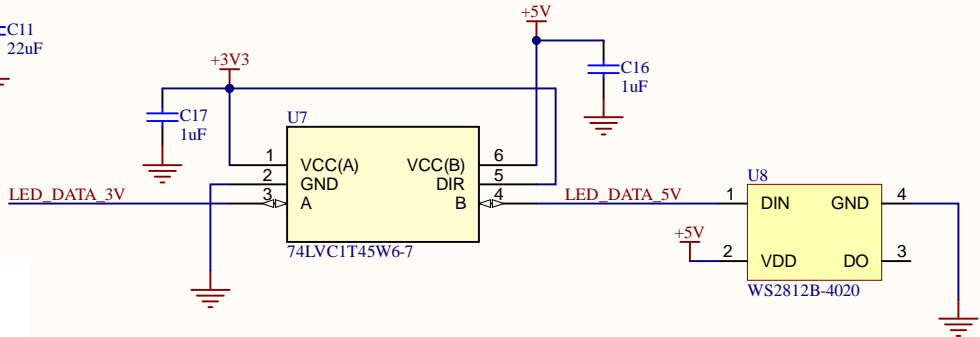 C11
22uF
+5V
+3V3
C16
1uF
C17
1uF
U7
1 VCC(A) VCC(B) 6
2 GND DIR 5
LED_DATA_3V 3 A B 4 LED_DATA_5V
74LVC1T45W6-7
U8
1 DIN GND 4
+5V
2 VDD DO 3
WS2812B-4020